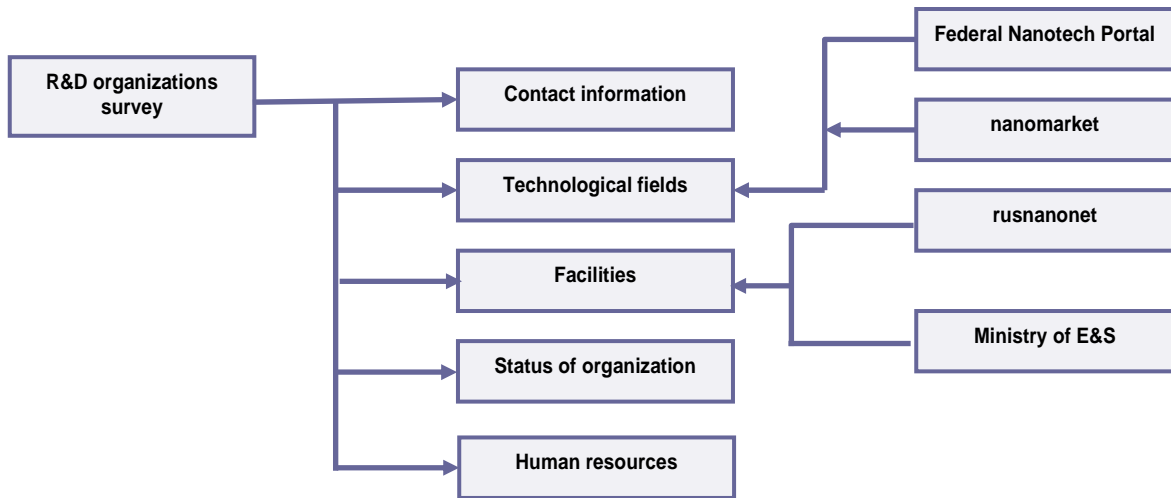 R&D organizations
survey
Contact information
Technological fields
Facilities
Status of organization
Human resources
Federal Nanotech Portal
nanomarket
rusnanonet
Ministry of E&S